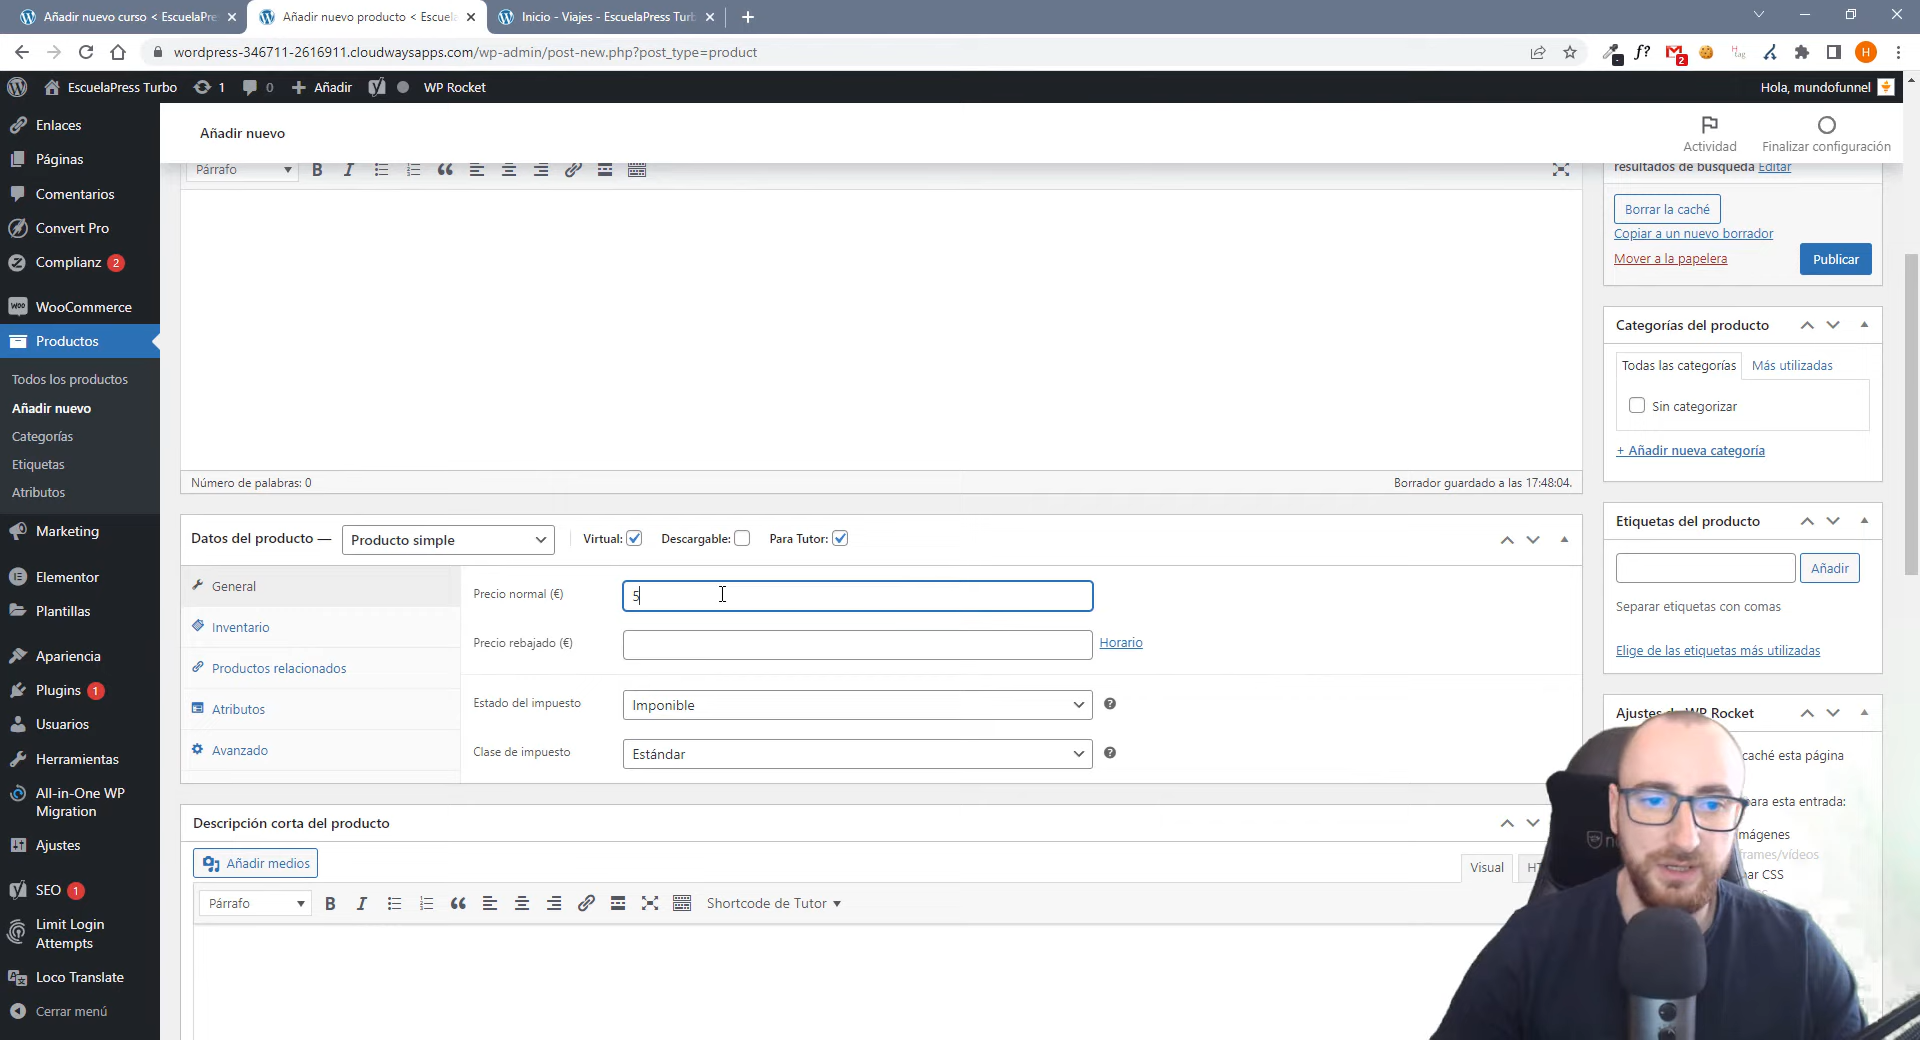 Añadir nuevo curso < EscuelaPre
Añadir nuevo producto < Escuela
Inicio - Viajes - EscuelaPress Turb
wordpress-346711-2616911.cloudwaysapps.com/wp-admin/post-new.php?post_type=product
EscuelaPress Turbo
1
0
Añadir
WP Rocket
Hola, mundofunnel
Enlaces
Páginas
Comentarios
Convert Pro
Complianz 2
WooCommerce
Productos
Todos los productos
Añadir nuevo
Categorías
Etiquetas
Atributos
Marketing
Elementor
Plantillas
Apariencia
Plugins 1
Usuarios
Herramientas
All-in-One WP
Migration
Ajustes
SEO 1
Limit Login
Attempts
Loco Translate
Cerrar menú
Añadir nuevo
Actividad
Finalizar configuración
Párrafo
Número de palabras: 0
Borrador guardado a las 17:48:04.
Datos del producto —
Producto simple
Virtual:
Descargable:
Para Tutor:
General
Inventario
Productos relacionados
Atributos
Avanzado
Precio normal (€)
5
Precio rebajado (€)
Horario
Estado del impuesto
Imponible
Clase de impuesto
Estándar
Descripción corta del producto
Añadir medios
Visual
HT
Párrafo
Shortcode de Tutor
resultados de búsqueda Editar
Borrar la caché
Copiar a un nuevo borrador
Mover a la papelera
Publicar
Categorías del producto
Todas las categorías
Más utilizadas
Sin categorizar
+ Añadir nueva categoría
Etiquetas del producto
Añadir
Separar etiquetas con comas
Elige de las etiquetas más utilizadas
Ajustes de WP Rocket
caché esta página
para esta entrada:
mágenes
frames/vídeos
ar CSS